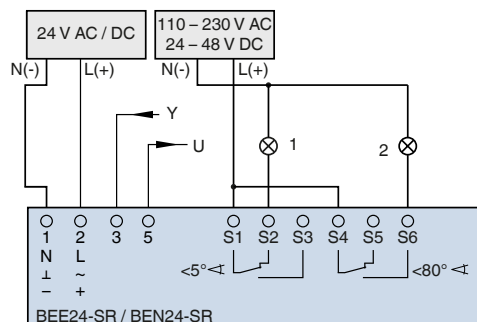 24 V AC / DC
110 – 230 V AC
24 – 48 V DC
N(-)
L(+)
N(-)
L(+)
Y
U
1
2
1
2
3
5
S1
S2
S3
S4
S5
S6
N
L
⊥
~
–
+
<5°∢
<80°∢
BEE24-SR / BEN24-SR